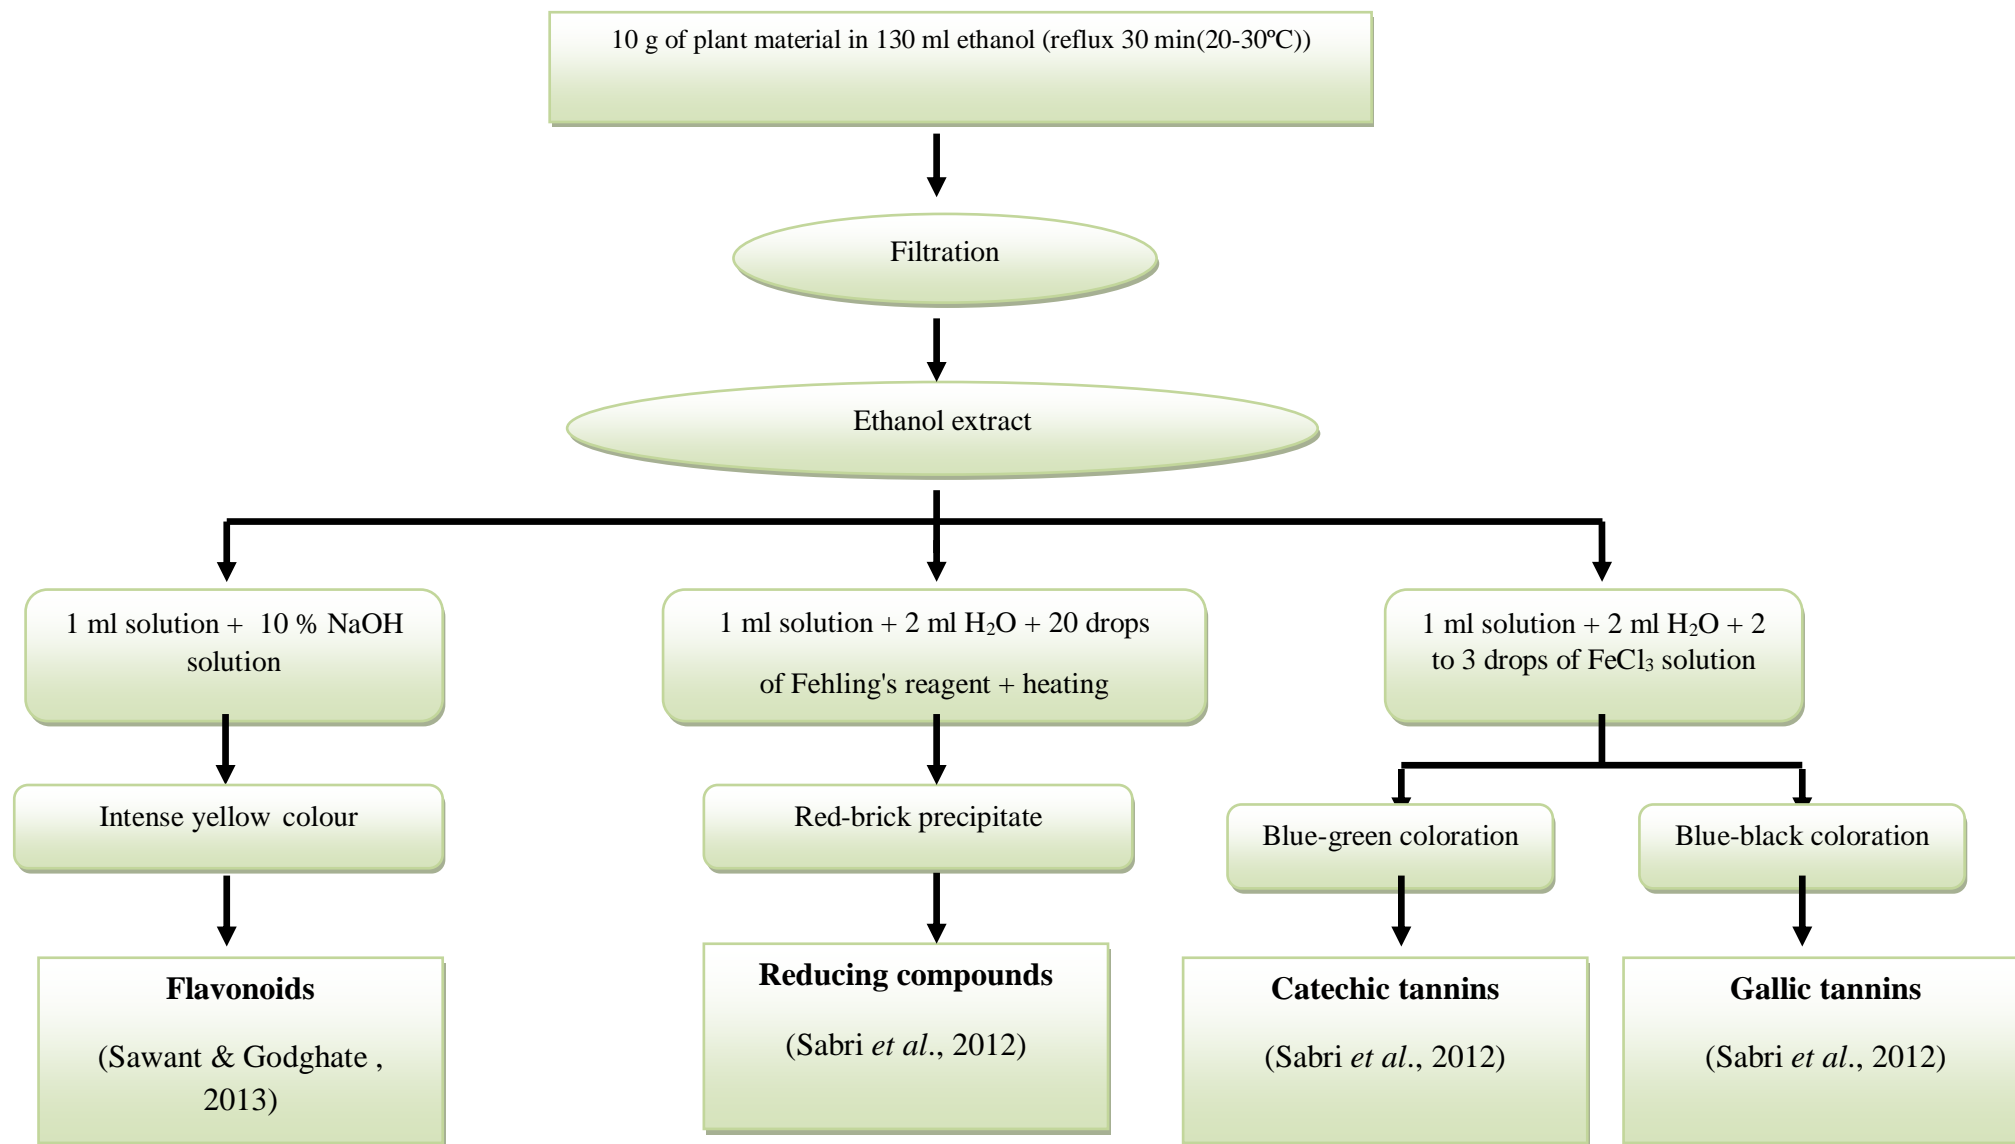 10 g of plant material in 130 ml ethanol (reflux 30 min(20-30ºC))
Filtration
Ethanol extract
1 ml solution + 10 % NaOH
solution
1 ml solution + 2 ml H₂O + 20 drops
of Fehling's reagent + heating
1 ml solution + 2 ml H₂O + 2
to 3 drops of FeCl₃ solution
Intense yellow colour
Red-brick precipitate
Blue-green coloration
Blue-black coloration
Flavonoids
(Sawant & Godghate ,
2013)
Reducing compounds
(Sabri et al., 2012)
Catechic tannins
(Sabri et al., 2012)
Gallic tannins
(Sabri et al., 2012)